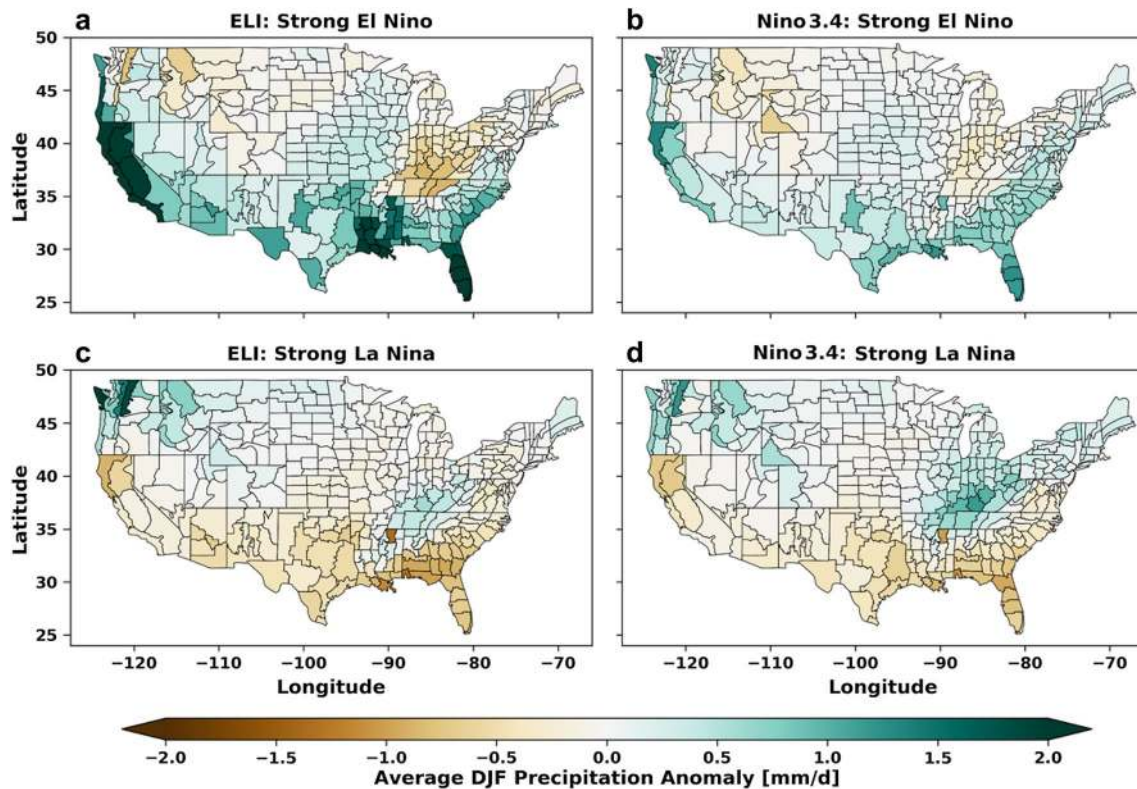 a ELI: Strong El Nino
b Nino 3.4: Strong El Nino
50
45
40
35
30
25
Latitude
c ELI: Strong La Nina
d Nino 3.4: Strong La Nina
50
45
40
35
30
25
Latitude
−120 −110 −100 −90 −80 −70
Longitude
−120 −110 −100 −90 −80 −70
Longitude
−2.0 −1.5 −1.0 −0.5 0.0 0.5 1.0 1.5 2.0
Average DJF Precipitation Anomaly [mm/d]